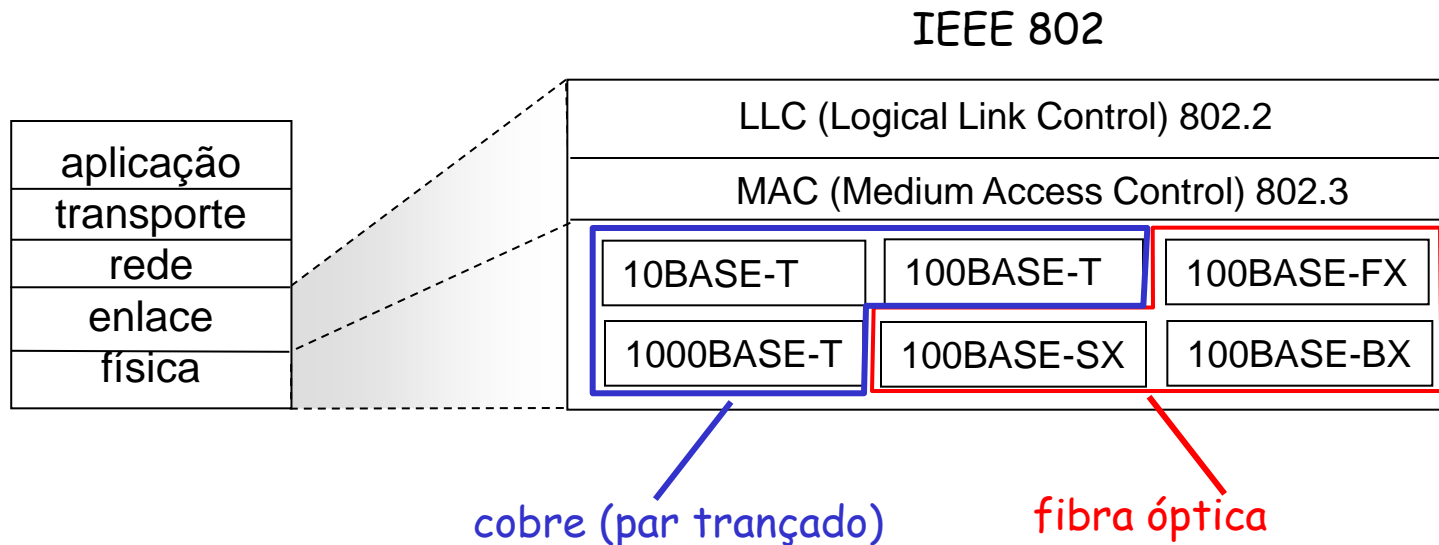 IEEE 802
aplicação
transporte
rede
enlace
física
LLC (Logical Link Control) 802.2
MAC (Medium Access Control) 802.3
10BASE-T
100BASE-T
100BASE-FX
1000BASE-T
100BASE-SX
100BASE-BX
cobre (par trançado)
fibra óptica